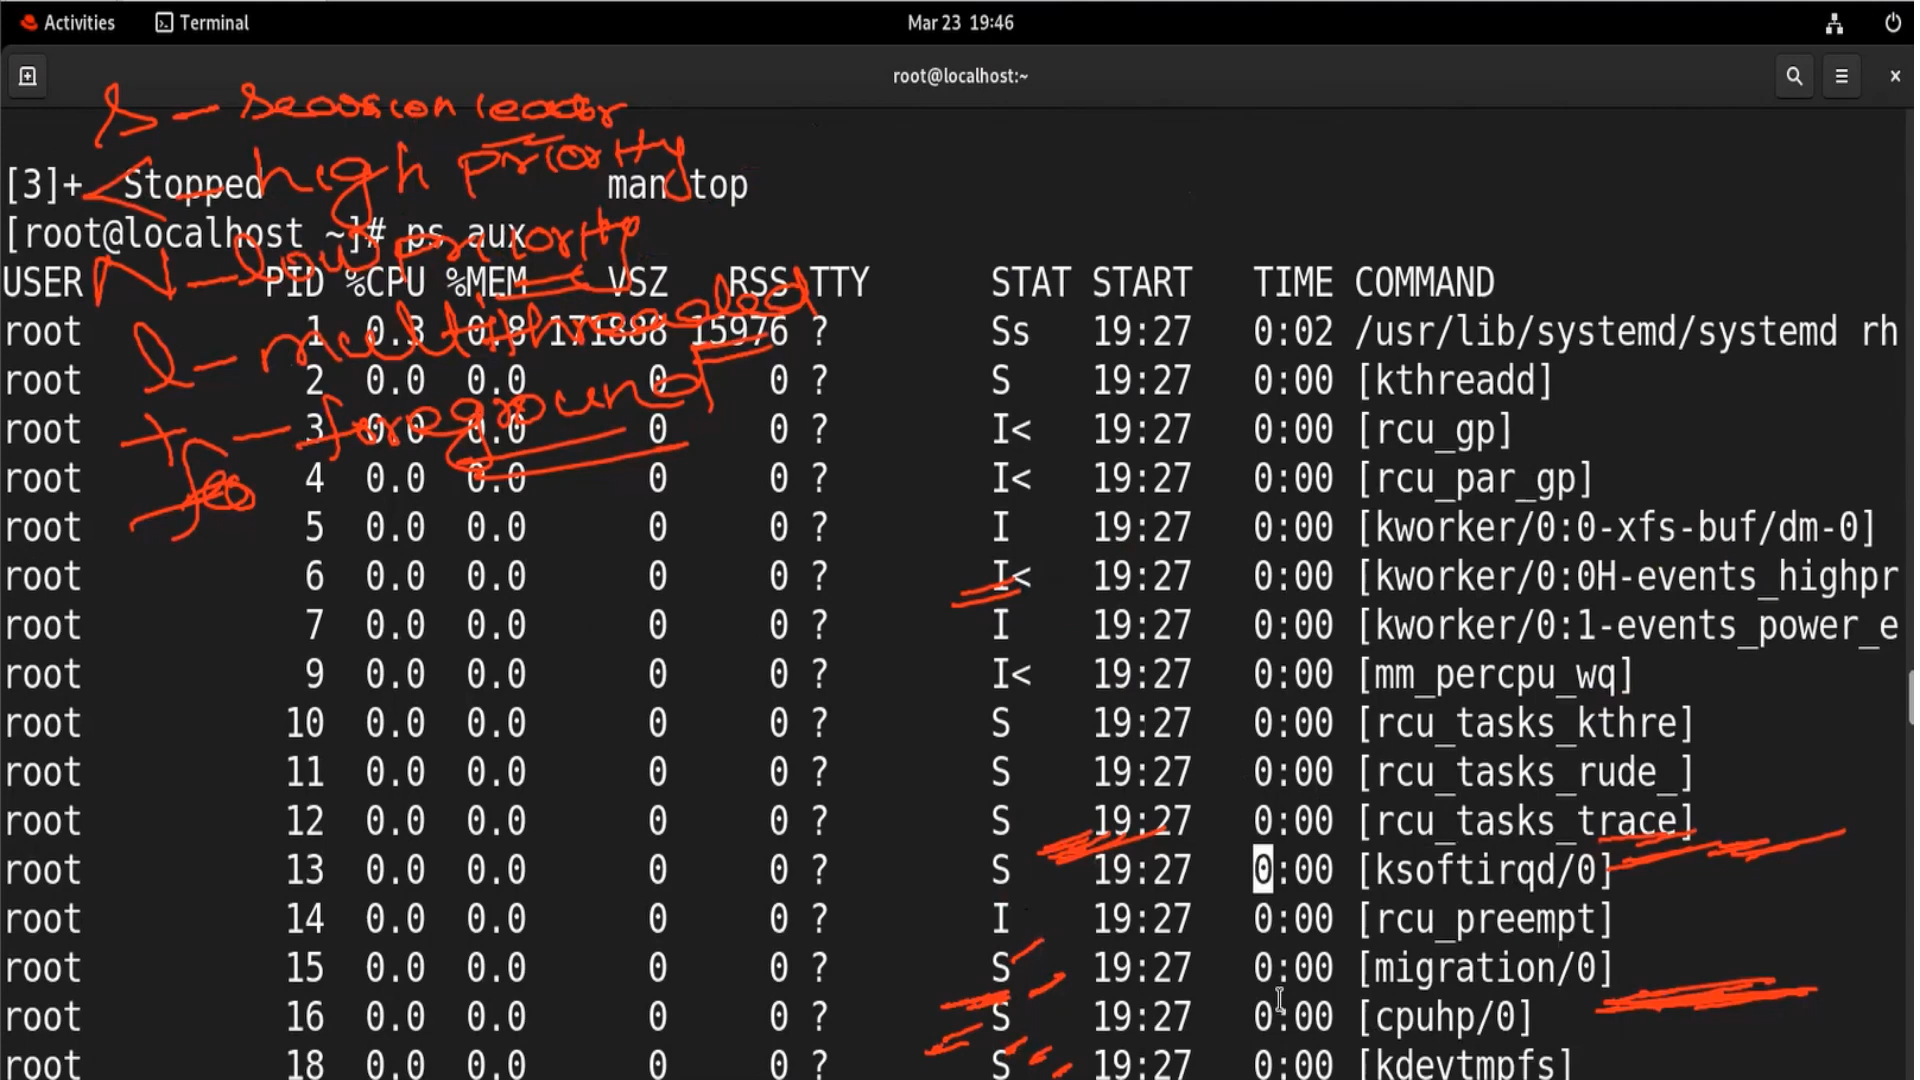 Activities Terminal Mar 23 19:46
root@localhost:~
s - session leader
[3]+ Stopped man top
< - high priority
[root@localhost ~]# ps aux
N - low priority
USER PID %CPU %MEM VSZ RSS TTY STAT START TIME COMMAND
root 1 0.3 0.8 171888 15976 ? Ss 19:27 0:02 /usr/lib/systemd/systemd rh
l - multithreaded
root 2 0.0 0.0 0 0 ? S 19:27 0:00 [kthreadd]
+ - foreground
root 3 0.0 0.0 0 0 ? I< 19:27 0:00 [rcu_gp]
root 4 0.0 0.0 0 0 ? I< 19:27 0:00 [rcu_par_gp]
root 5 0.0 0.0 0 0 ? I 19:27 0:00 [kworker/0:0-xfs-buf/dm-0]
root 6 0.0 0.0 0 0 ? I< 19:27 0:00 [kworker/0:0H-events_highpr
root 7 0.0 0.0 0 0 ? I 19:27 0:00 [kworker/0:1-events_power_e
root 9 0.0 0.0 0 0 ? I< 19:27 0:00 [mm_percpu_wq]
root 10 0.0 0.0 0 0 ? S 19:27 0:00 [rcu_tasks_kthre]
root 11 0.0 0.0 0 0 ? S 19:27 0:00 [rcu_tasks_rude_]
root 12 0.0 0.0 0 0 ? S 19:27 0:00 [rcu_tasks_trace]
root 13 0.0 0.0 0 0 ? S 19:27 0:00 [ksoftirqd/0]
root 14 0.0 0.0 0 0 ? I 19:27 0:00 [rcu_preempt]
root 15 0.0 0.0 0 0 ? S 19:27 0:00 [migration/0]
root 16 0.0 0.0 0 0 ? S 19:27 0:00 [cpuhp/0]
root 18 0.0 0.0 0 0 ? S 19:27 0:00 [kdevtmpfs]